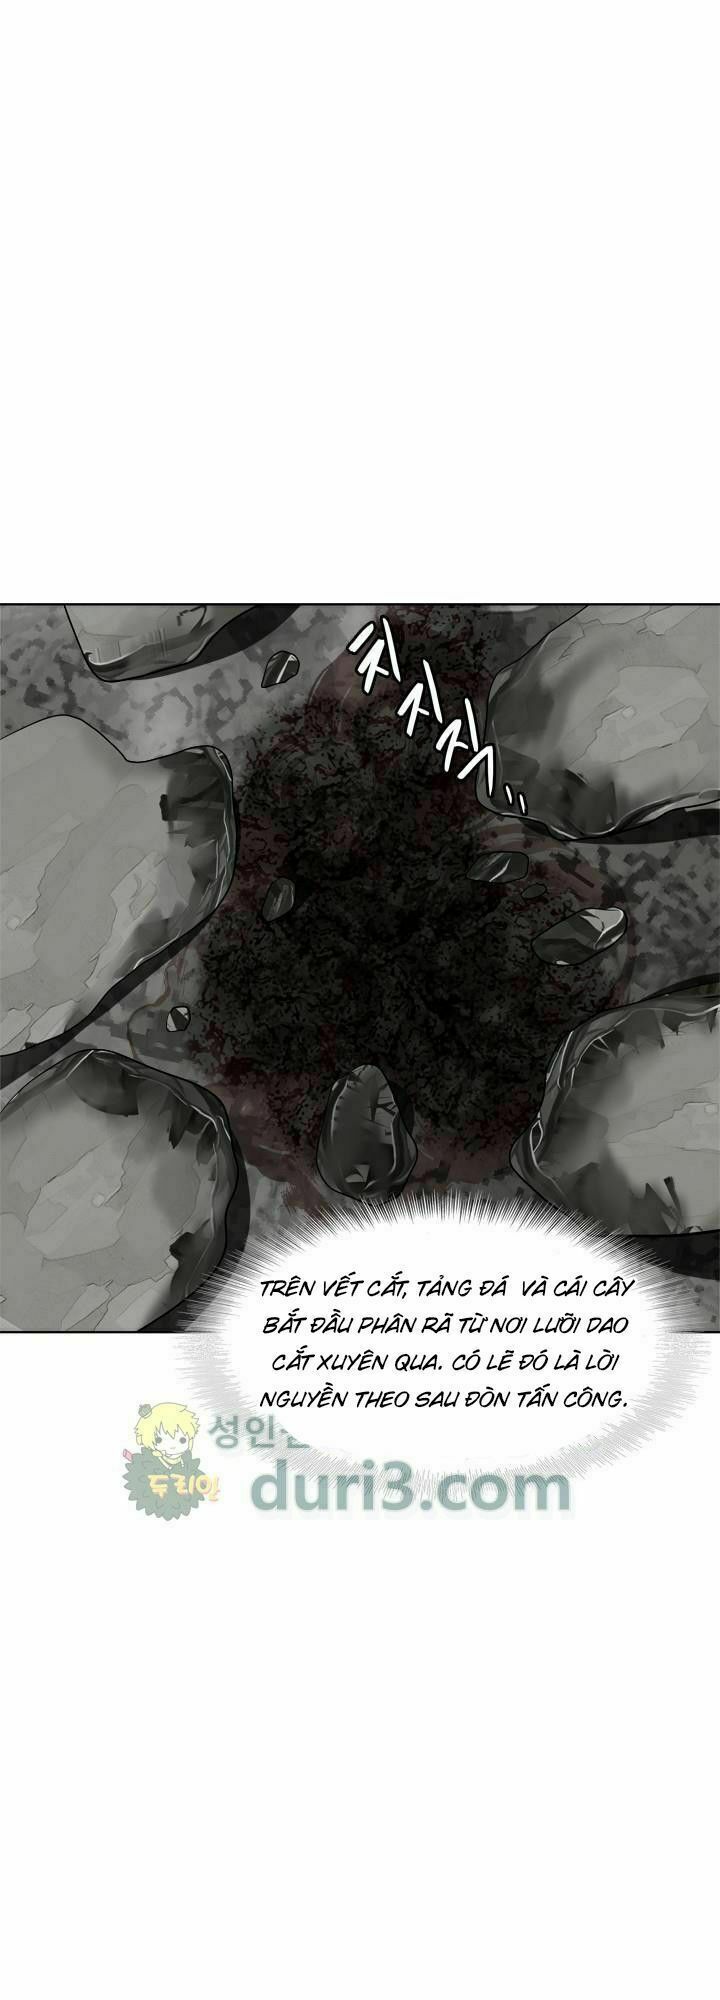 지지직
TRÊN VẾT CẮT, TẢNG ĐÁ VÀ CÁI CÂY
BẮT ĐẦU PHÂN RÃ TỪ NƠI LƯỠI DAO
CẮT XUYÊN QUA. CÓ LẼ ĐÓ LÀ LỜI
NGUYỀN THEO SAU ĐÒN TẤN CÔNG.
두리안
duri3.com